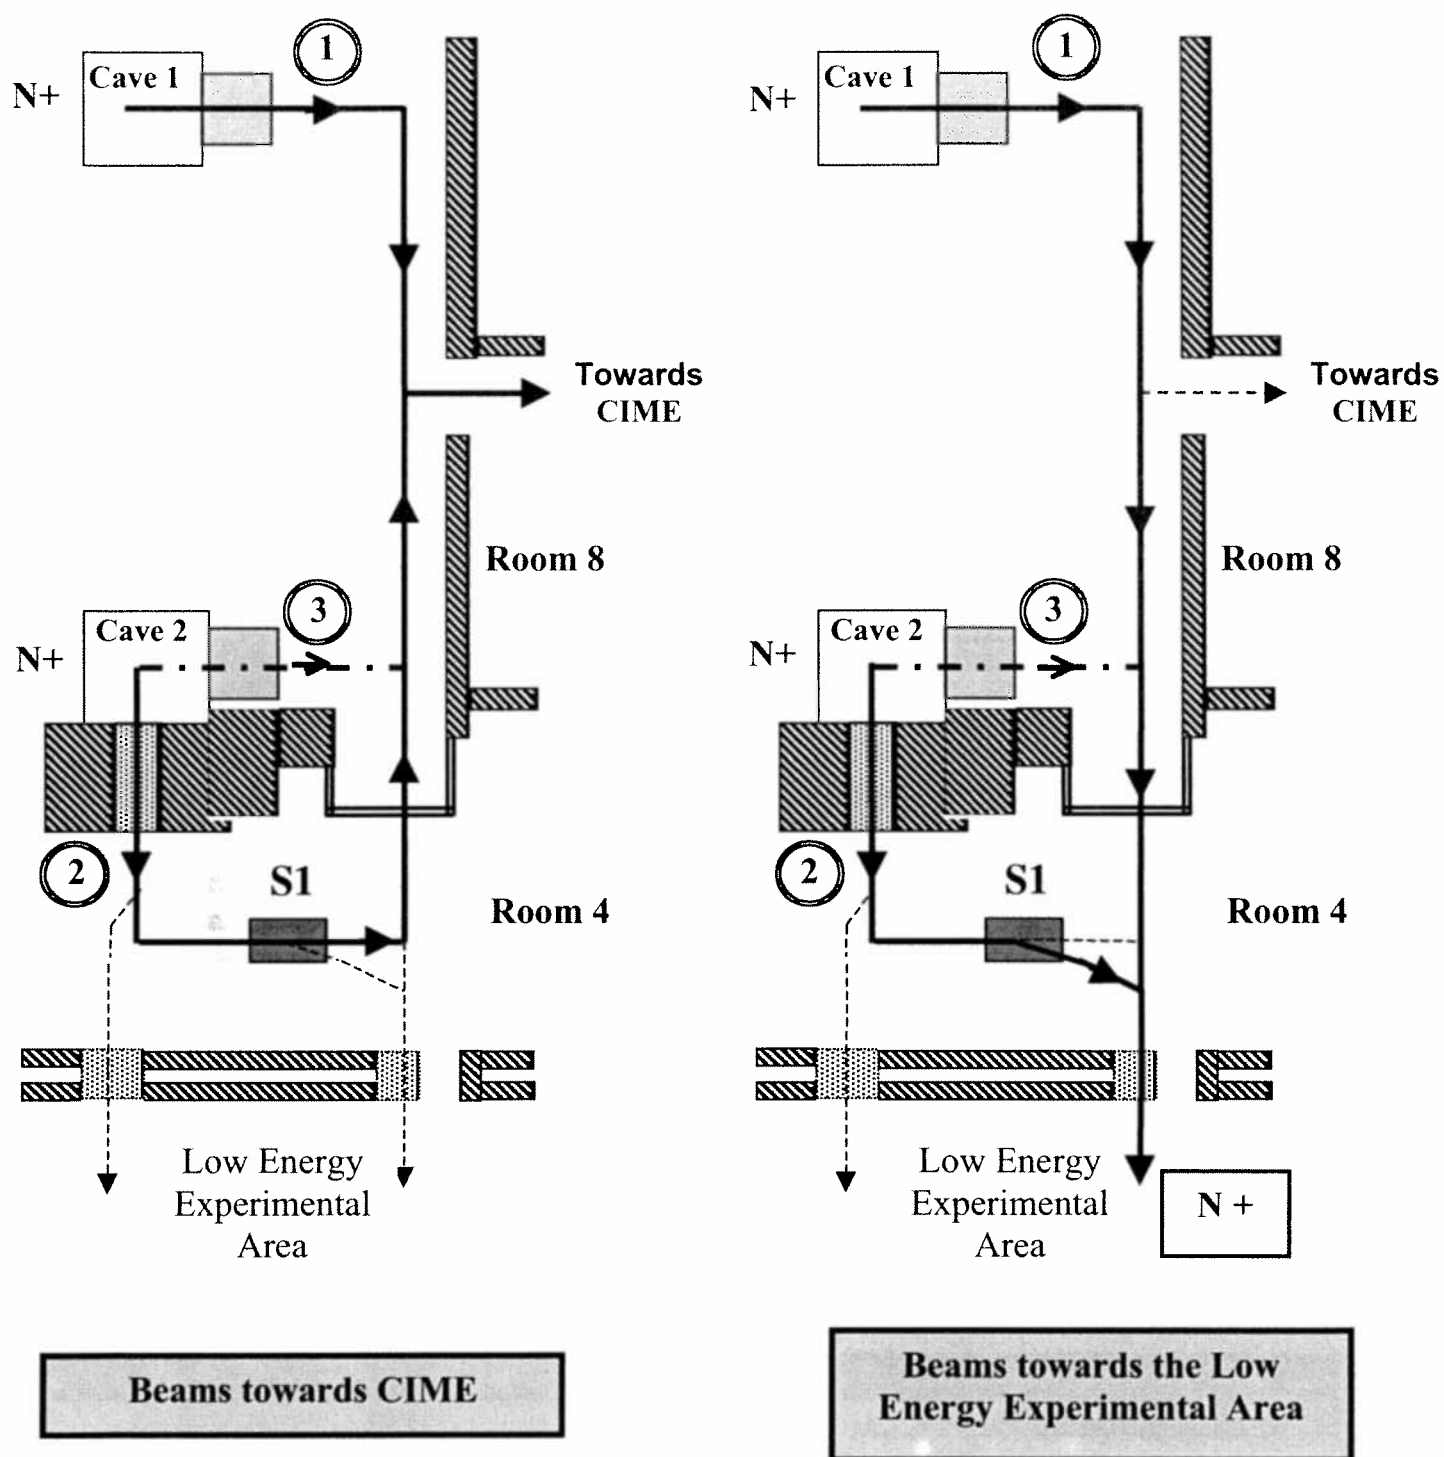 1
Cave 1
N+
Towards
CIME
Room 8
3
Cave 2
N+
2
S1
Room 4
Low Energy
Experimental
Area
Beams towards CIME
1
Cave 1
N+
Towards
CIME
Room 8
3
Cave 2
N+
2
S1
Room 4
Low Energy
Experimental
Area
N +
Beams towards the Low
Energy Experimental Area